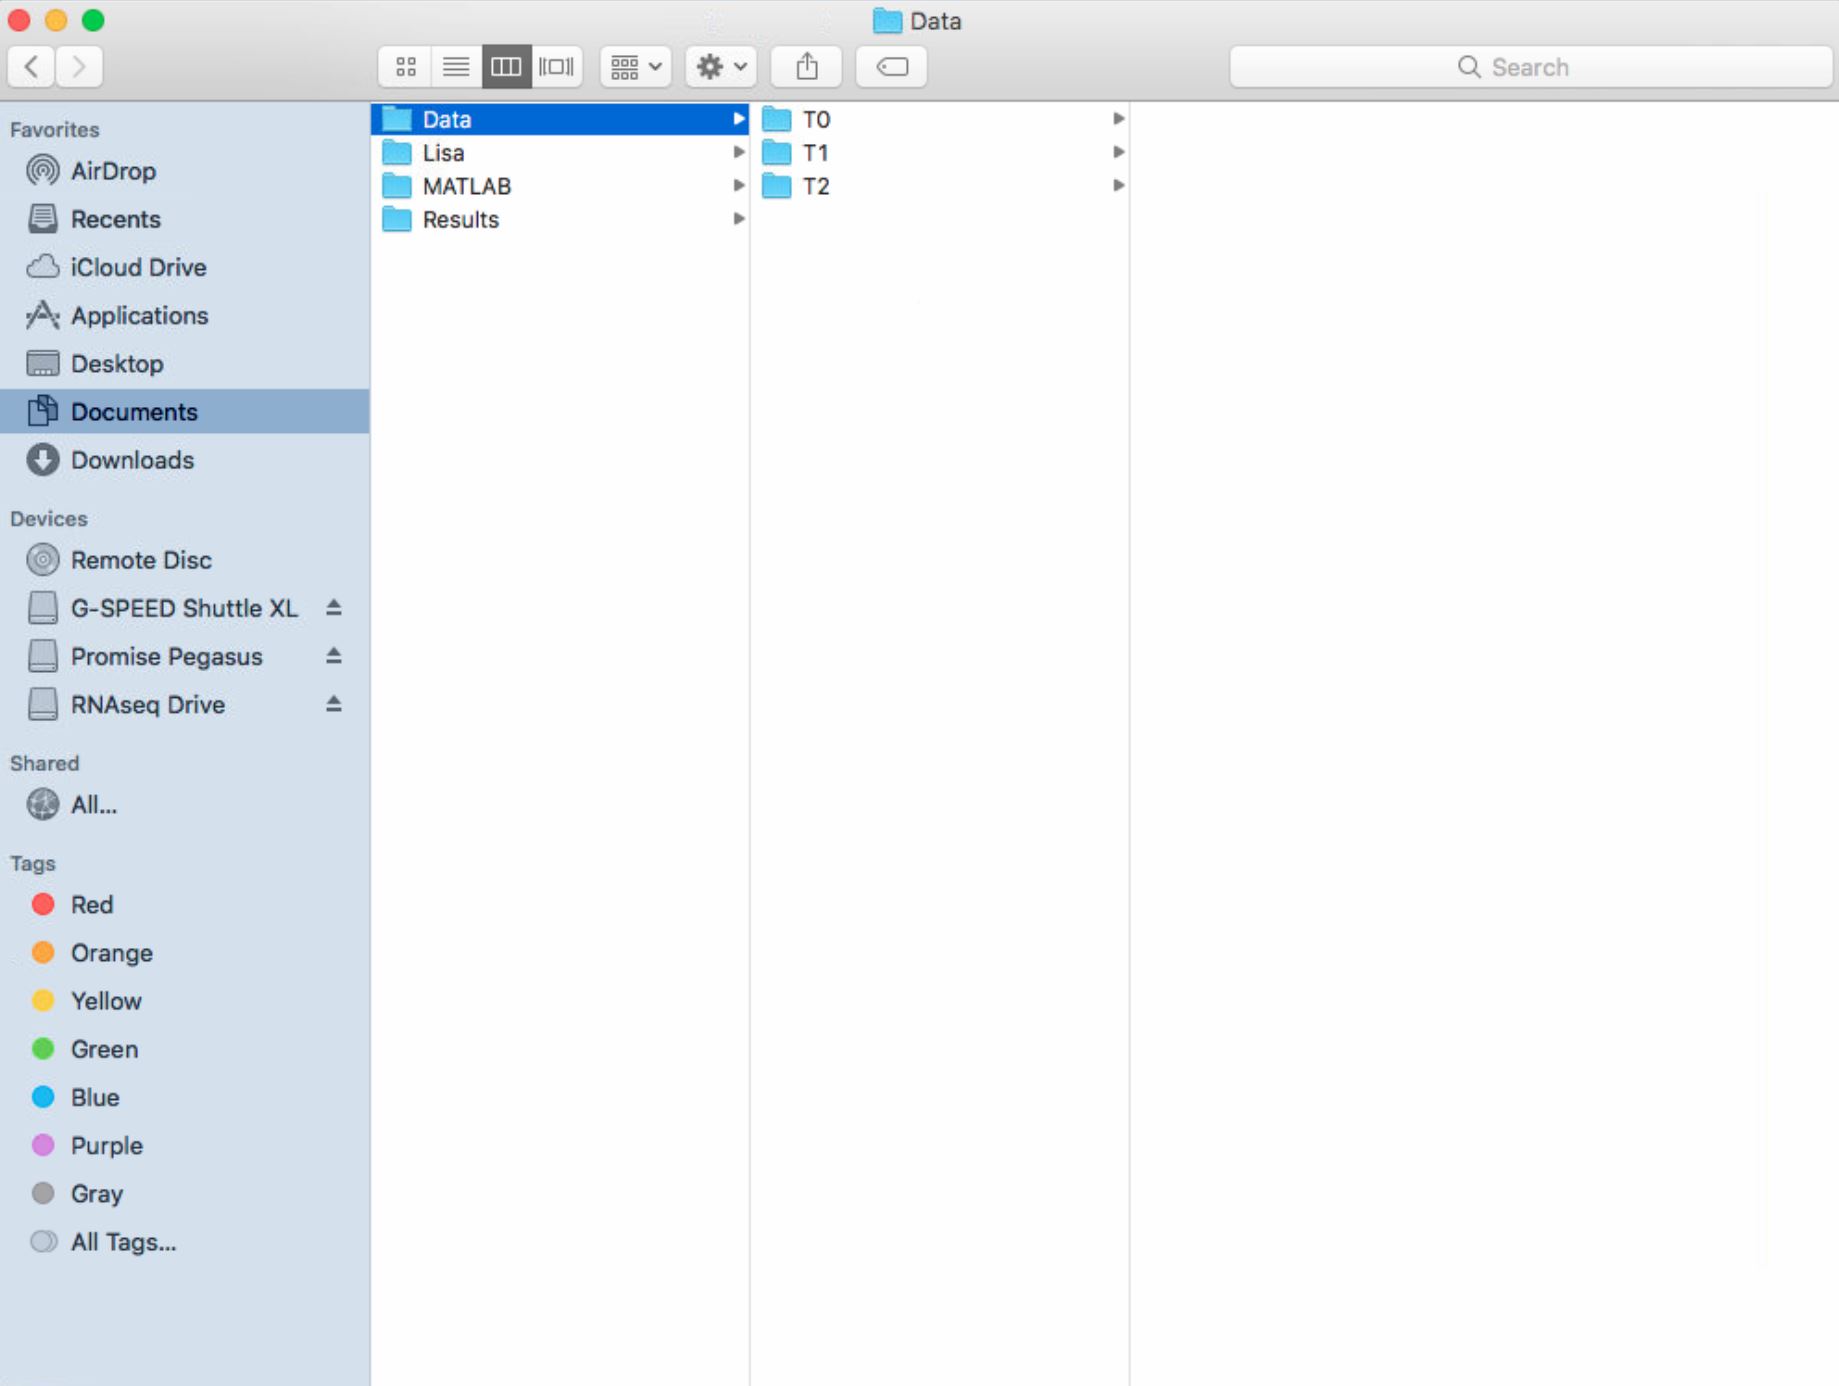 Data
Search
Favorites
AirDrop
Recents
iCloud Drive
Applications
Desktop
Documents
Downloads
Devices
Remote Disc
G-SPEED Shuttle XL
Promise Pegasus
RNAseq Drive
Shared
All...
Tags
Red
Orange
Yellow
Green
Blue
Purple
Gray
All Tags...
Data
Lisa
MATLAB
Results
T0
T1
T2